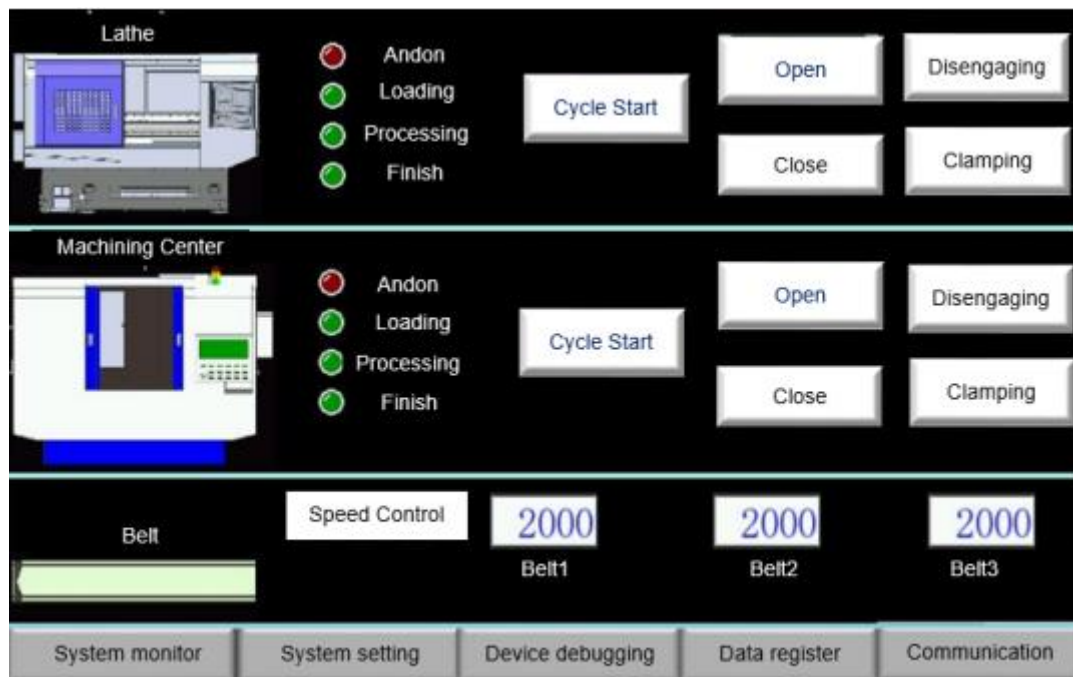 Lathe
Andon
Loading
Processing
Finish
Cycle Start
Open
Disengaging
Close
Clamping
Machining Center
Andon
Loading
Processing
Finish
Cycle Start
Open
Disengaging
Close
Clamping
Belt
Speed Control
2000
2000
2000
Belt1
Belt2
Belt3
System monitor
System setting
Device debugging
Data register
Communication